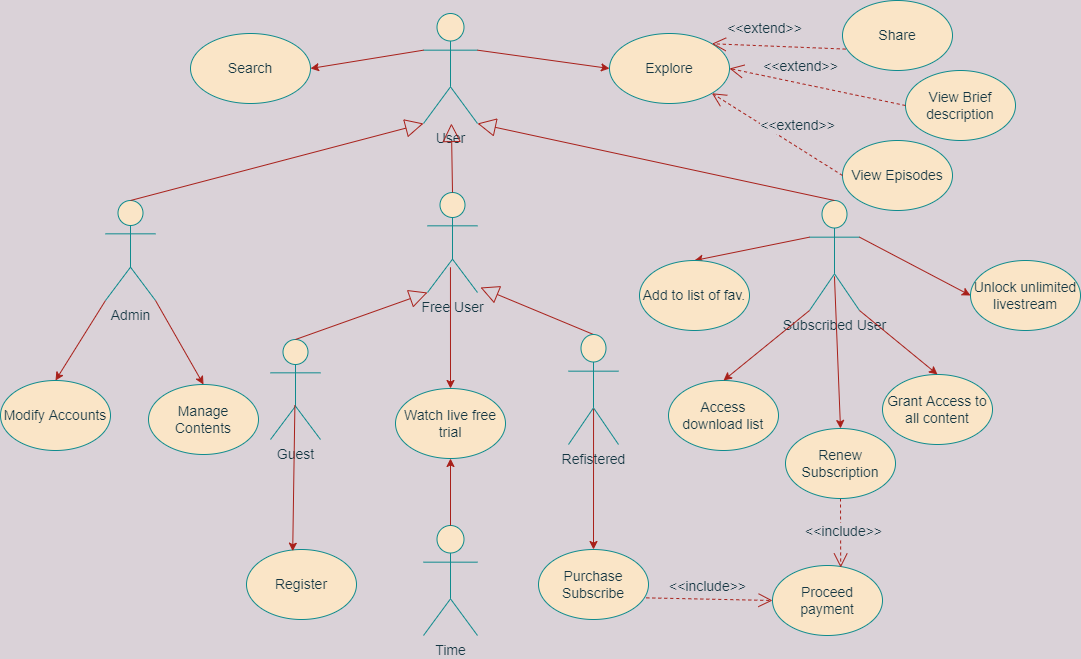 <<extend>>
Share
Search
Explore
<<extend>>
View Brief
description
<<extend>>
User
View Episodes
Add to list of fav.
Unlock unlimited
livestream
Admin
Free User
Subscribed User
Modify Accounts
Manage
Contents
Watch live free
trial
Access
download list
Grant Access to
all content
Guest
Refistered
Renew
Subscription
<<include>>
Register
Purchase
Subscribe
<<include>>
Proceed
payment
Time